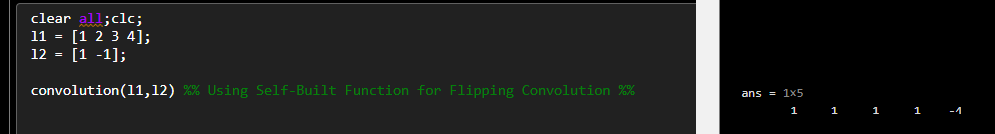 clear all;clc;
l1 = [1 2 3 4];
l2 = [1 -1];
convolution(l1,l2) %% Using Self-Built Function for Flipping Convolution %%
ans = 1×5
1 1 1 1 -4